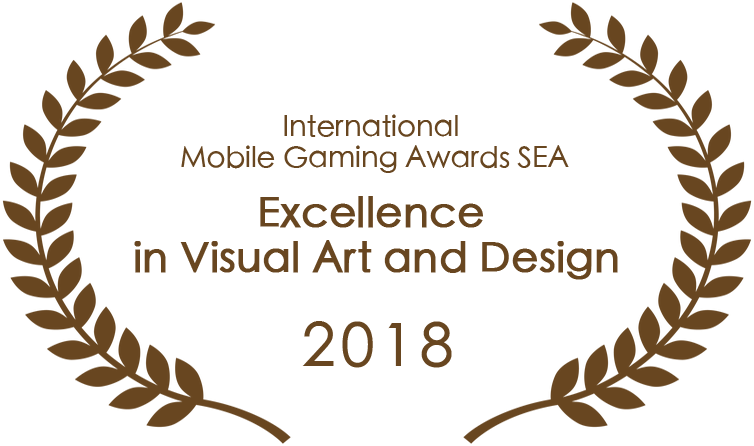 International
Mobile Gaming Awards SEA
Excellence
in Visual Art and Design
2018